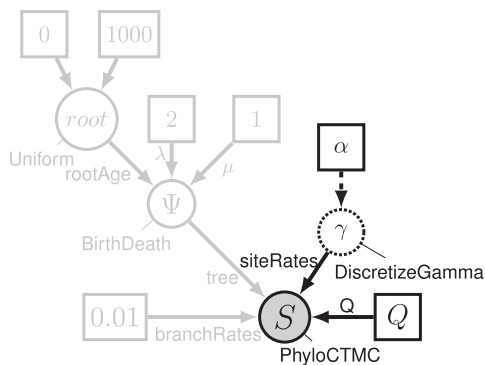 0 1000
root
Uniform
rootAge
2 1
λ μ
α
Ψ
BirthDeath
γ
DiscretizeGamma
tree
siteRates
0.01
branchRates
S
Q
Q
PhyloCTMC